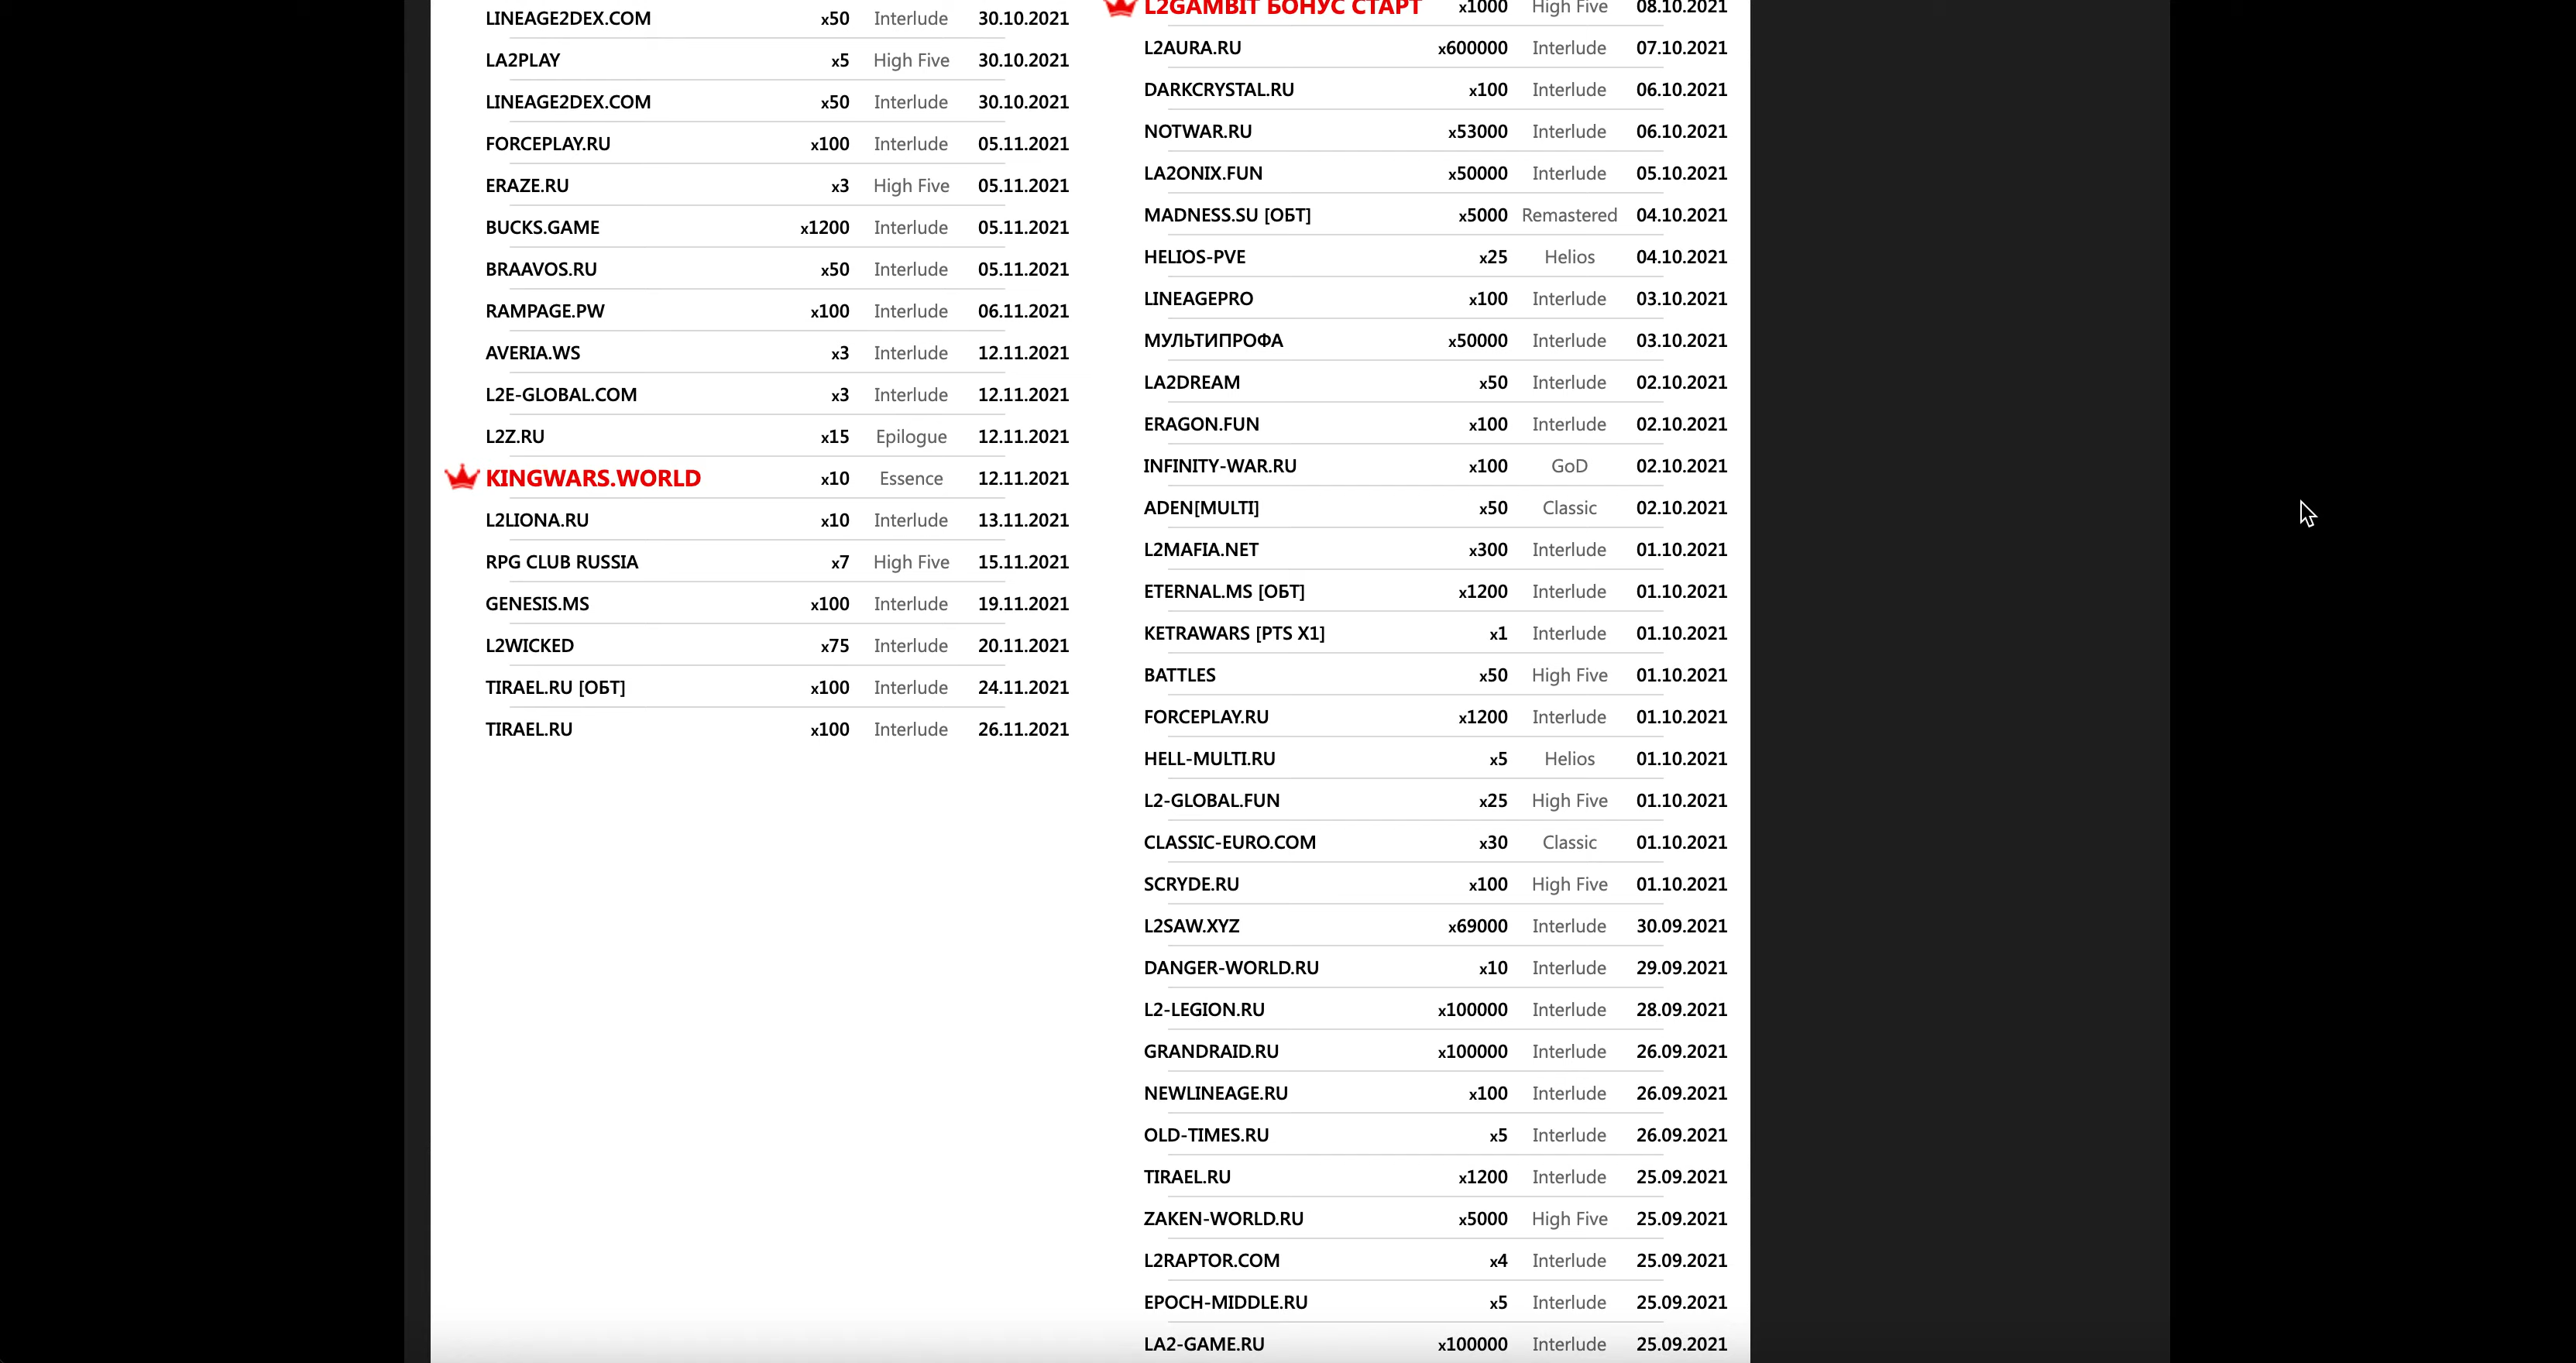 LINEAGE2DEX.COM x50 Interlude 30.10.2021
LA2PLAY x5 High Five 30.10.2021
LINEAGE2DEX.COM x50 Interlude 30.10.2021
FORCEPLAY.RU x100 Interlude 05.11.2021
ERAZE.RU x3 High Five 05.11.2021
BUCKS.GAME x1200 Interlude 05.11.2021
BRAAVOS.RU x50 Interlude 05.11.2021
RAMPAGE.PW x100 Interlude 06.11.2021
AVERIA.WS x3 Interlude 12.11.2021
L2E-GLOBAL.COM x3 Interlude 12.11.2021
L2Z.RU x15 Epilogue 12.11.2021
KINGWARS.WORLD x10 Essence 12.11.2021
L2LIONA.RU x10 Interlude 13.11.2021
RPG CLUB RUSSIA x7 High Five 15.11.2021
GENESIS.MS x100 Interlude 19.11.2021
L2WICKED x75 Interlude 20.11.2021
TIRAEL.RU [ОБТ] x100 Interlude 24.11.2021
TIRAEL.RU x100 Interlude 26.11.2021
L2GAMBIT БОНУС СТАРТ x1000 High Five 08.10.2021
L2AURA.RU x600000 Interlude 07.10.2021
DARKCRYSTAL.RU x100 Interlude 06.10.2021
NOTWAR.RU x53000 Interlude 06.10.2021
LA2ONIX.FUN x50000 Interlude 05.10.2021
MADNESS.SU [ОБТ] x5000 Remastered 04.10.2021
HELIOS-PVE x25 Helios 04.10.2021
LINEAGEPRO x100 Interlude 03.10.2021
МУЛЬТИПРОФА x50000 Interlude 03.10.2021
LA2DREAM x50 Interlude 02.10.2021
ERAGON.FUN x100 Interlude 02.10.2021
INFINITY-WAR.RU x100 GoD 02.10.2021
ADEN[MULTI] x50 Classic 02.10.2021
L2MAFIA.NET x300 Interlude 01.10.2021
ETERNAL.MS [ОБТ] x1200 Interlude 01.10.2021
KETRAWARS [PTS X1] x1 Interlude 01.10.2021
BATTLES x50 High Five 01.10.2021
FORCEPLAY.RU x1200 Interlude 01.10.2021
HELL-MULTI.RU x5 Helios 01.10.2021
L2-GLOBAL.FUN x25 High Five 01.10.2021
CLASSIC-EURO.COM x30 Classic 01.10.2021
SCRYDE.RU x100 High Five 01.10.2021
L2SAW.XYZ x69000 Interlude 30.09.2021
DANGER-WORLD.RU x10 Interlude 29.09.2021
L2-LEGION.RU x100000 Interlude 28.09.2021
GRANDRAID.RU x100000 Interlude 26.09.2021
NEWLINEAGE.RU x100 Interlude 26.09.2021
OLD-TIMES.RU x5 Interlude 26.09.2021
TIRAEL.RU x1200 Interlude 25.09.2021
ZAKEN-WORLD.RU x5000 High Five 25.09.2021
L2RAPTOR.COM x4 Interlude 25.09.2021
EPOCH-MIDDLE.RU x5 Interlude 25.09.2021
LA2-GAME.RU x100000 Interlude 25.09.2021